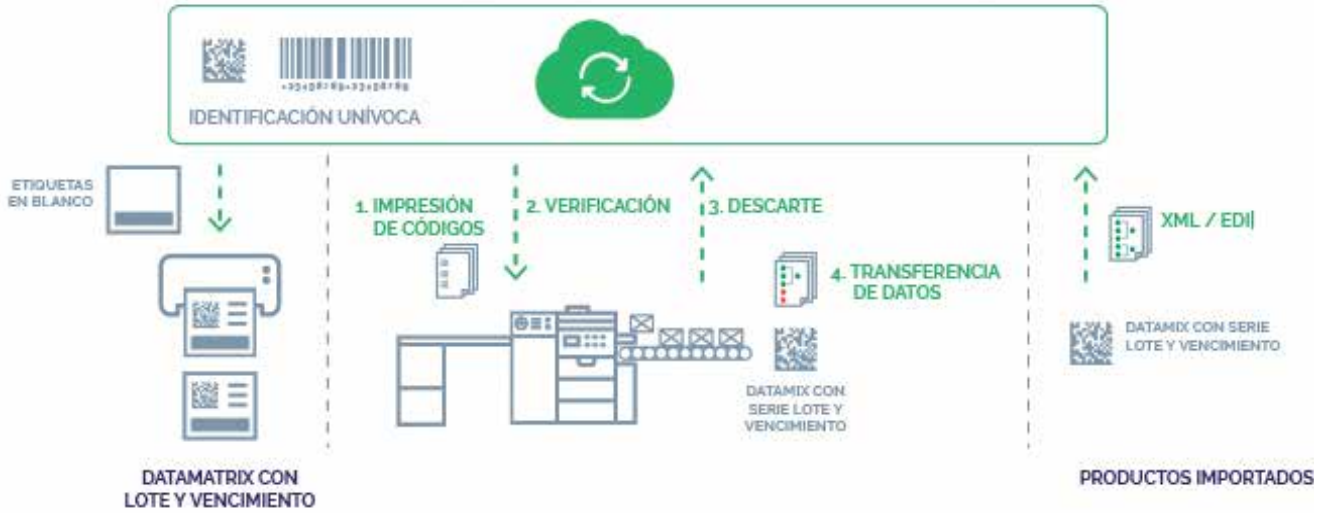 IDENTIFICACIÓN UNÍVOCA
ETIQUETAS
EN BLANCO
1. IMPRESIÓN
DE CÓDIGOS
2. VERIFICACIÓN
3. DESCARTE
4. TRANSFERENCIA
DE DATOS
XML / EDI
DATAMIX CON
SERIE LOTE Y
VENCIMIENTO
DATAMIX CON SERIE
LOTE Y VENCIMIENTO
DATAMATRIX CON
LOTE Y VENCIMIENTO
PRODUCTOS IMPORTADOS